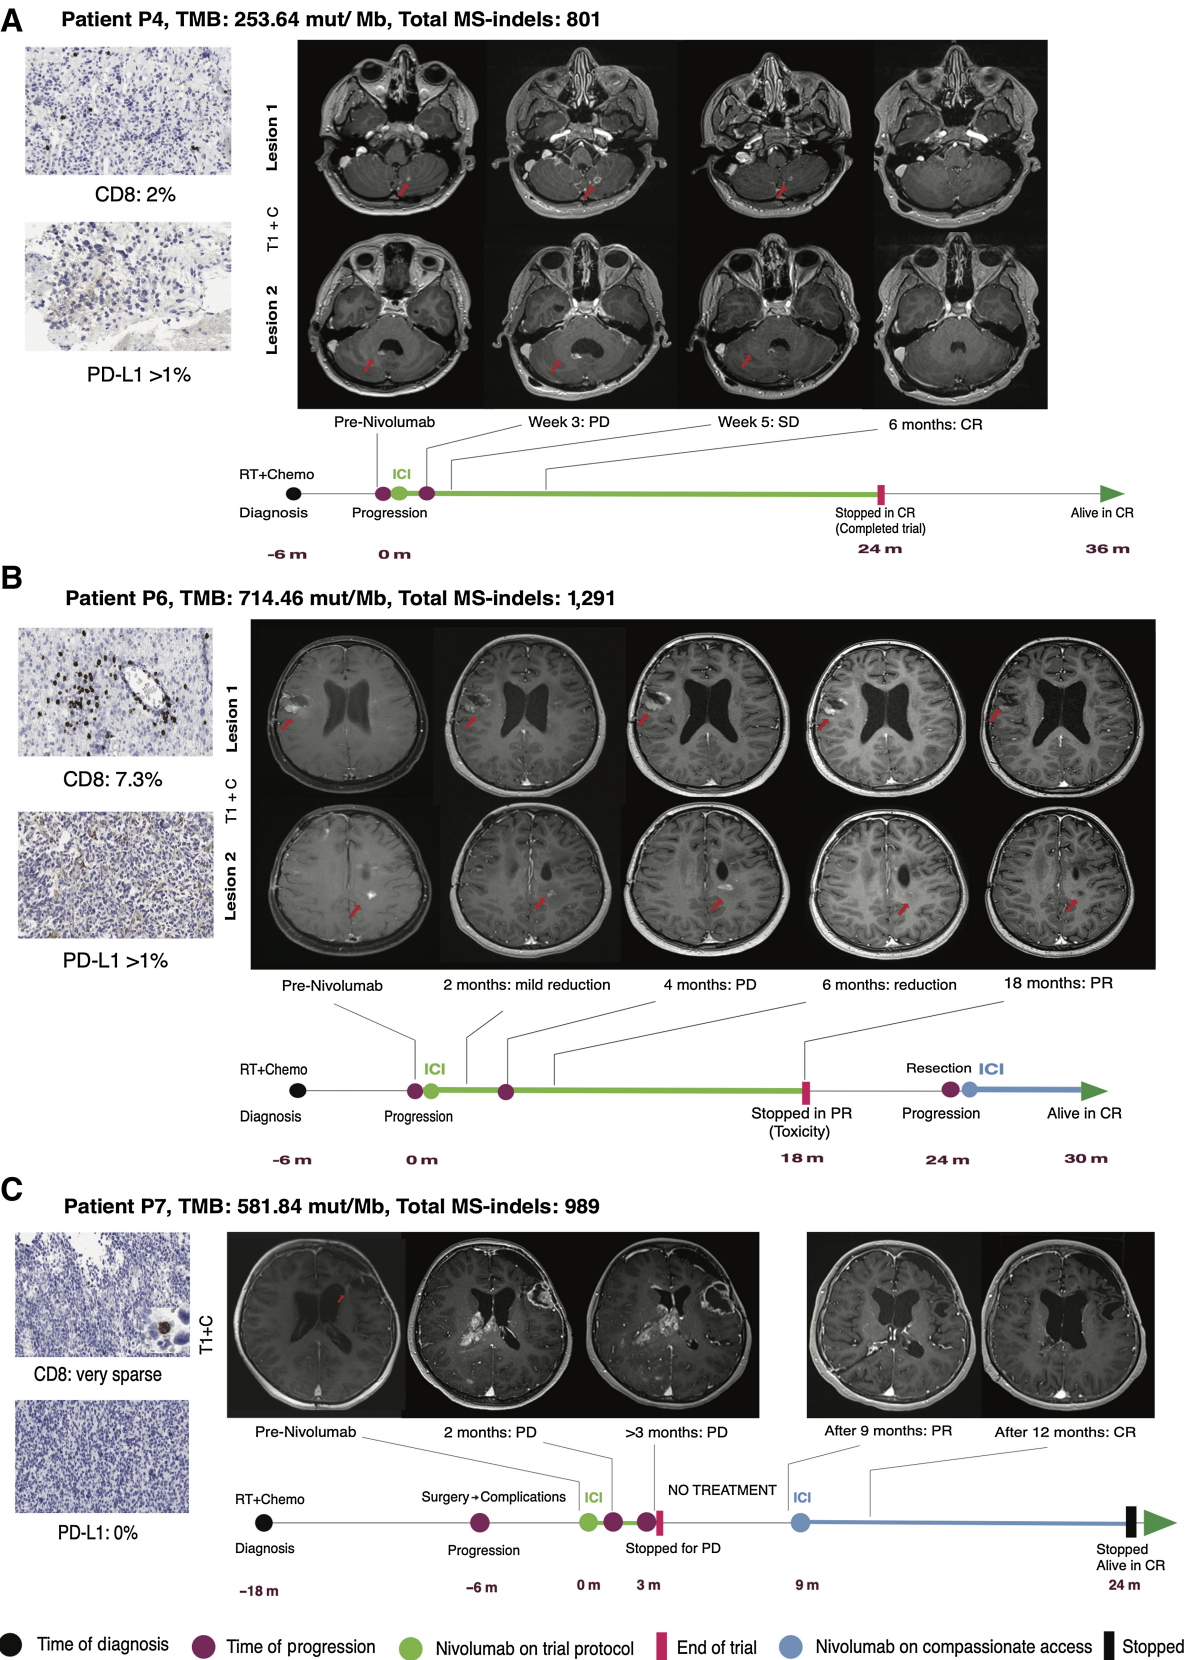 A
Patient P4, TMB: 253.64 mut/ Mb, Total MS-indels: 801
CD8: 2%
PD-L1 >1%
Lesion 1
T1 + C
Lesion 2
Pre-Nivolumab
Week 3: PD
Week 5: SD
6 months: CR
RT+Chemo
ICI
Diagnosis
Progression
Stopped in CR
(Completed trial)
Alive in CR
-6 m
0 m
24 m
36 m
B
Patient P6, TMB: 714.46 mut/Mb, Total MS-indels: 1,291
CD8: 7.3%
PD-L1 >1%
Lesion 1
T1 + C
Lesion 2
Pre-Nivolumab
2 months: mild reduction
4 months: PD
6 months: reduction
18 months: PR
RT+Chemo
ICI
Resection
ICI
Diagnosis
Progression
Stopped in PR
(Toxicity)
Progression
Alive in CR
-6 m
0 m
18 m
24 m
30 m
C
Patient P7, TMB: 581.84 mut/Mb, Total MS-indels: 989
CD8: very sparse
PD-L1: 0%
T1+C
Pre-Nivolumab
2 months: PD
>3 months: PD
After 9 months: PR
After 12 months: CR
RT+Chemo
Surgery→Complications
ICI
NO TREATMENT
ICI
Diagnosis
Progression
Stopped for PD
Stopped
Alive in CR
-18 m
-6 m
0 m
3 m
9 m
24 m
Time of diagnosis
Time of progression
Nivolumab on trial protocol
End of trial
Nivolumab on compassionate access
Stopped